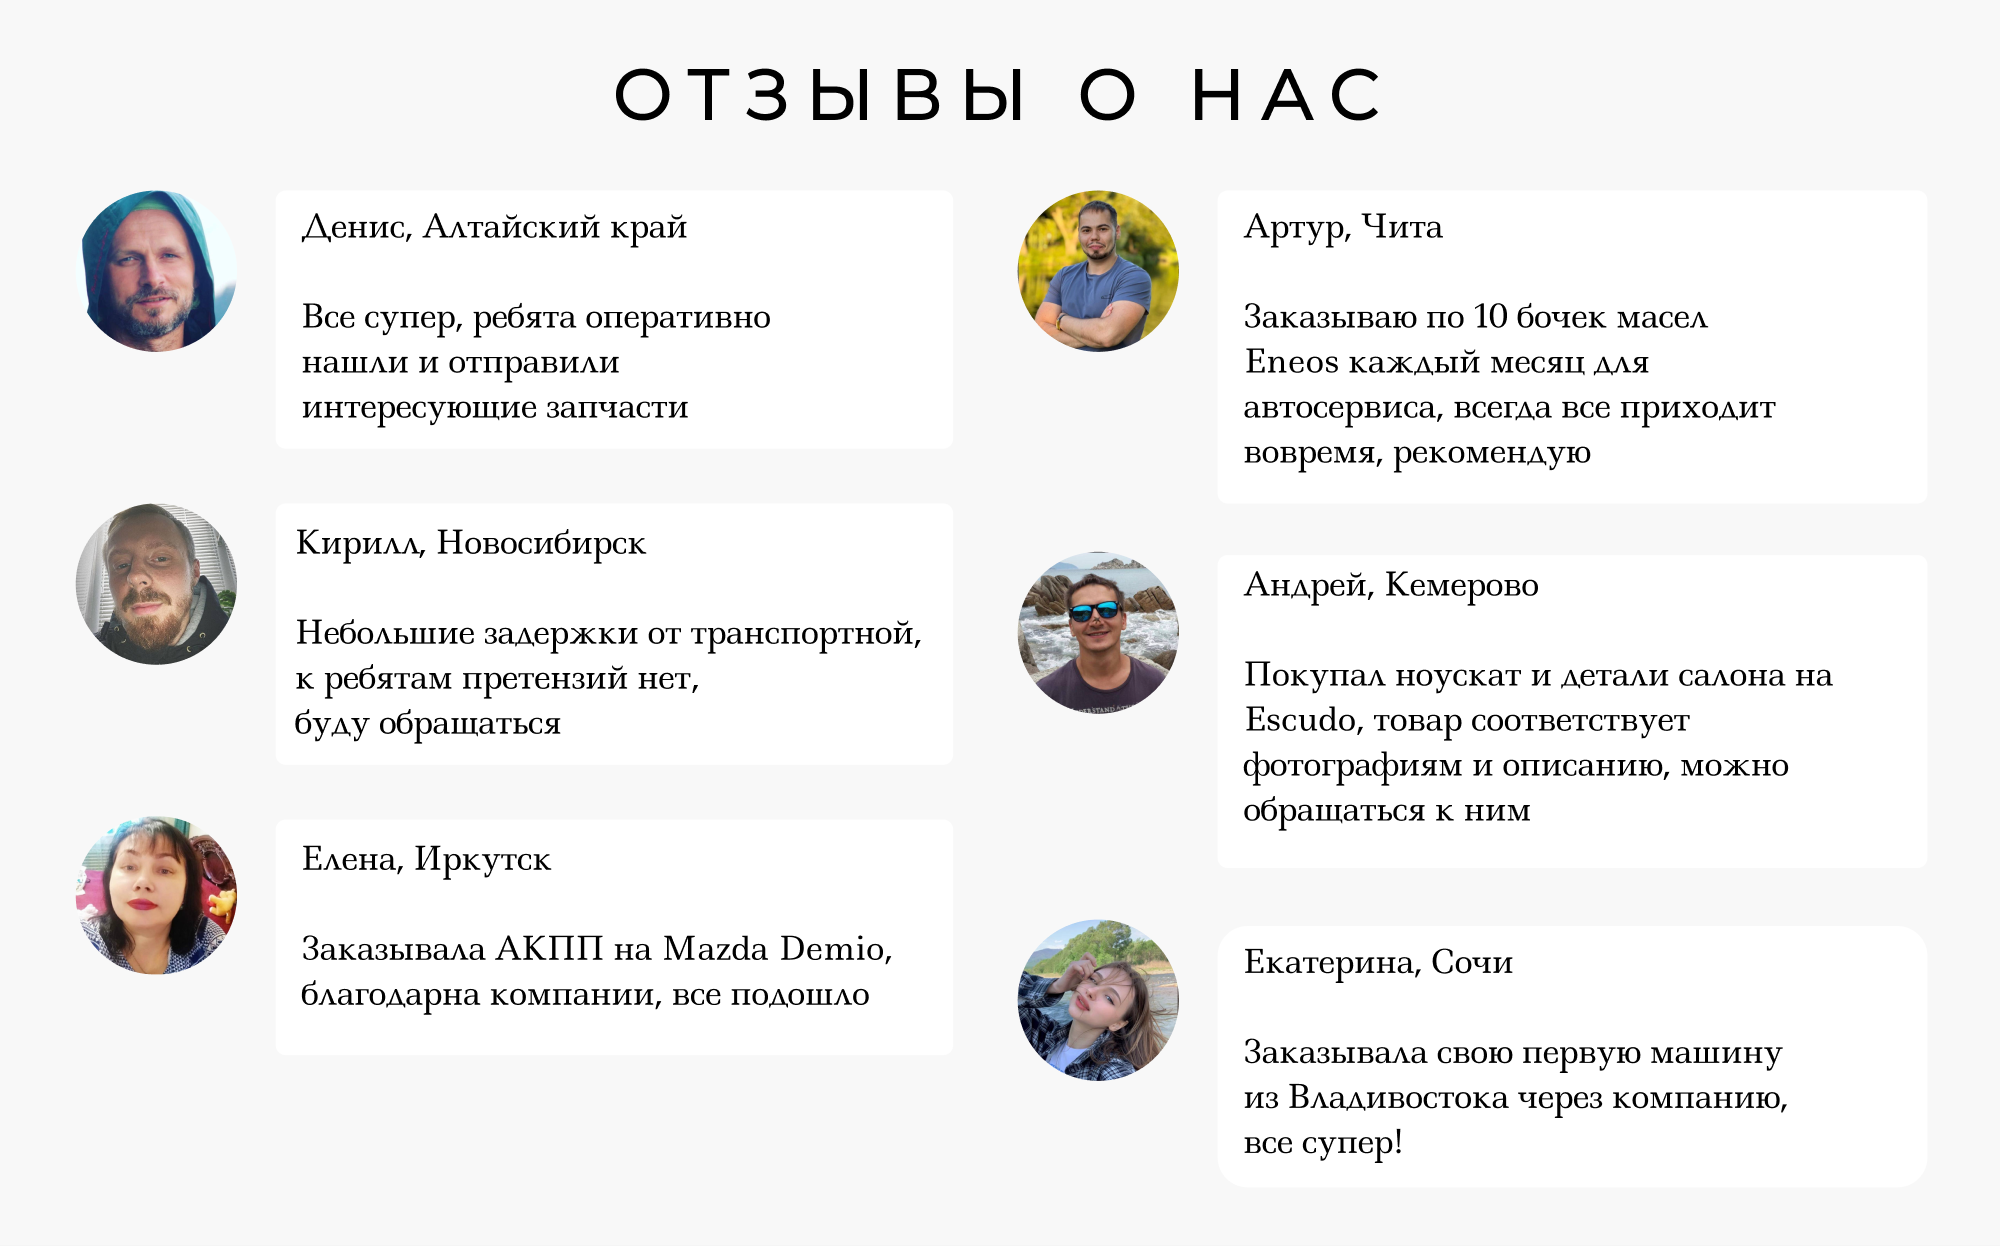 ОТЗЫВЫ О НАС
Денис, Алтайский край
Все супер, ребята оперативно
нашли и отправили
интересующие запчасти
Кирилл, Новосибирск
Небольшие задержки от транспортной,
к ребятам претензий нет,
буду обращаться
Елена, Иркутск
Заказывала АКПП на Mazda Demio,
благодарна компании, все подошло
Артур, Чита
Заказываю по 10 бочек масел
Eneos каждый месяц для
автосервиса, всегда все приходит
вовремя, рекомендую
Андрей, Кемерово
Покупал ноускат и детали салона на
Escudo, товар соответствует
фотографиям и описанию, можно
обращаться к ним
Екатерина, Сочи
Заказывала свою первую машину
из Владивостока через компанию,
все супер!